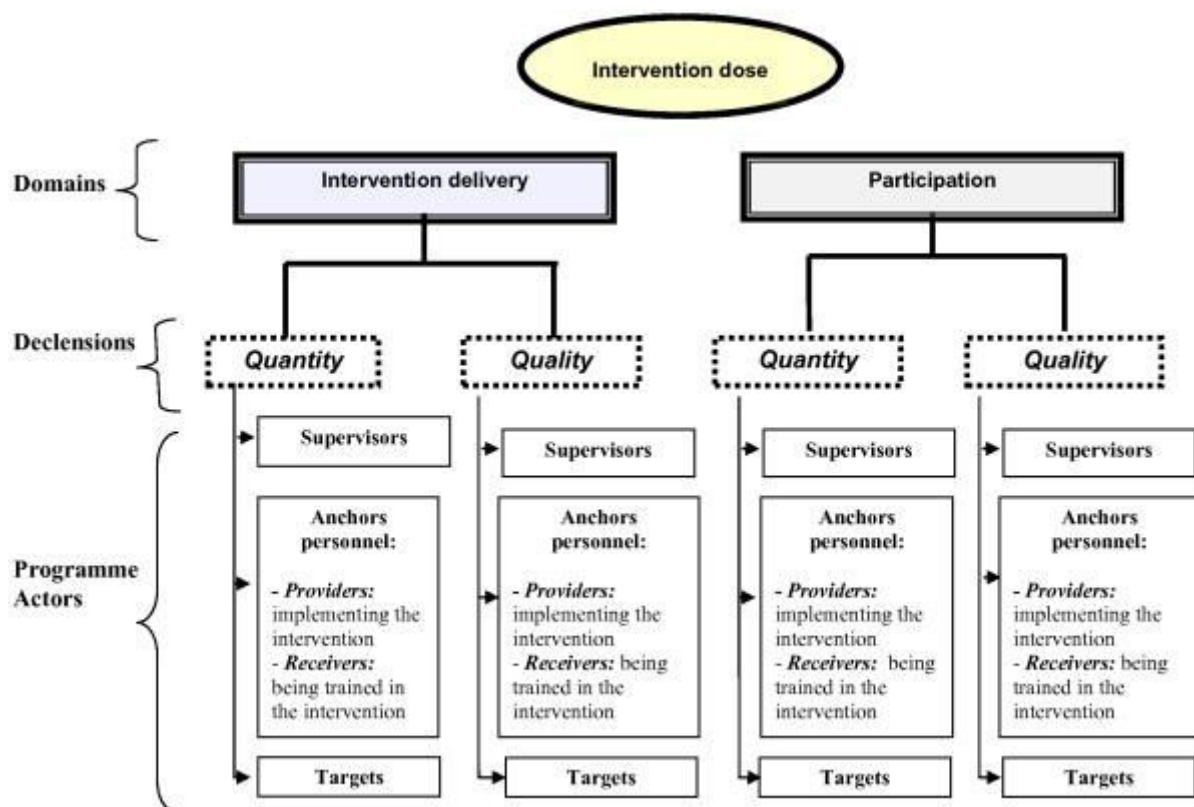 Intervention dose
Domains
Intervention delivery
Participation
Declensions
Quantity
Quality
Quantity
Quality
Programme
Actors
Supervisors
Anchors
personnel:
- Providers:
implementing the
intervention
- Receivers:
being trained in
the intervention
Targets
Supervisors
Anchors
personnel:
- Providers:
implementing the
intervention
- Receivers: being
trained in the
intervention
Targets
Supervisors
Anchors
personnel:
- Providers:
implementing the
intervention
- Receivers: being
trained in the
intervention
Targets
Supervisors
Anchors
personnel:
- Providers:
implementing the
intervention
- Receivers: being
trained in the
intervention
Targets